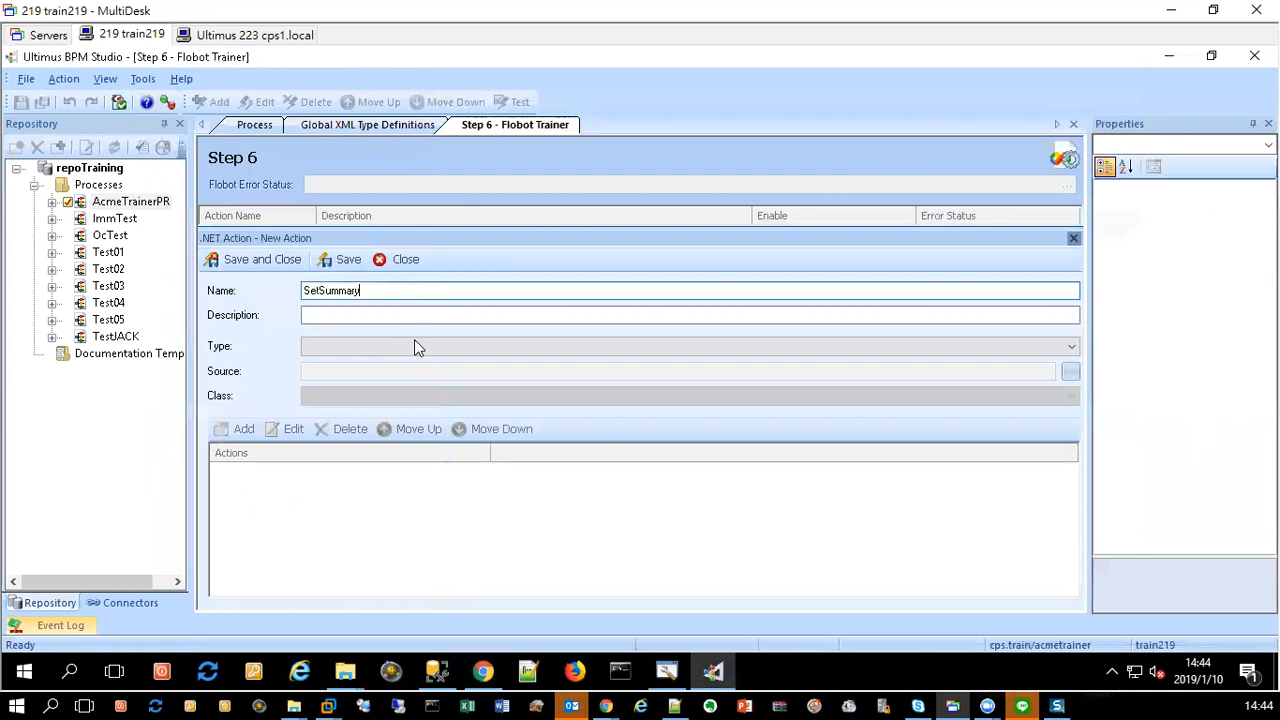 219 train219 - MultiDesk
Servers 219 train219 Ultimus 223 cps1.local
Ultimus BPM Studio - [Step 6 - Flobot Trainer]
File Action View Tools Help
Add Edit Delete Move Up Move Down Test
Repository
Process Global XML Type Definitions Step 6 - Flobot Trainer
Properties
repoTraining
Processes
AcmeTrainerPR
ImmTest
OcTest
Test01
Test02
Test03
Test04
Test05
TestJACK
Documentation Temp
Step 6
Flobot Error Status:
...
Action Name Description Enable Error Status
.NET Action - New Action
Save and Close Save Close
Name: SetSummary
Description:
Type:
Source:
Class:
Add Edit Delete Move Up Move Down
Actions
Repository Connectors
Event Log
Ready cps.train/acmetrainer train219
14:44
2019/1/10
14:44